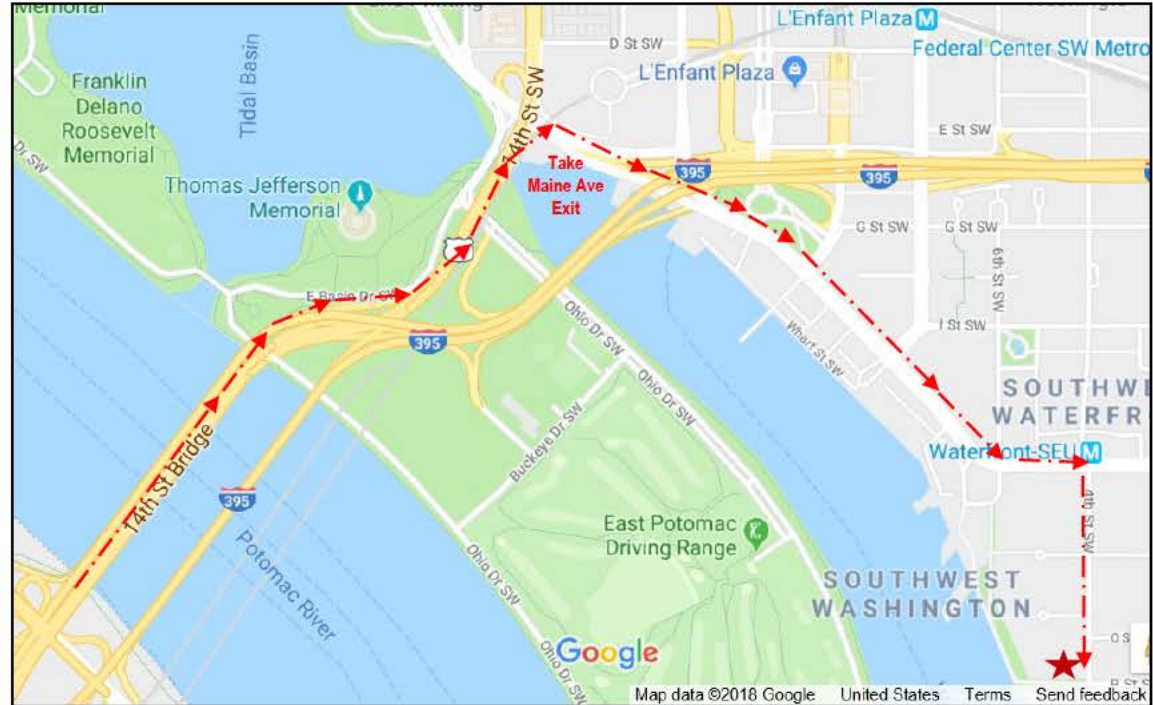 L'Enfant Plaza M
D St SW
Federal Center SW Metro
L'Enfant Plaza
Franklin
Delano
Roosevelt
Memorial
Tidal Basin
14th St SW
E St SW
Dr SW
Take
Maine Ave
Exit
395
395
Thomas Jefferson
Memorial
G St SW
G St SW
6th St SW
E Basin Dr SW
395
Ohio Dr SW
Wharf St SW
I St SW
Ohio Dr SW
SOUTHWE
WATERFR
Buckeye Dr SW
14th St Bridge
Waterfront-SEU M
395
4th St SW
East Potomac
Driving Range
Potomac River
Ohio Dr SW
SOUTHWEST
WASHINGTON
O S
Google
P St S
Map data ©2018 Google United States Terms Send feedback